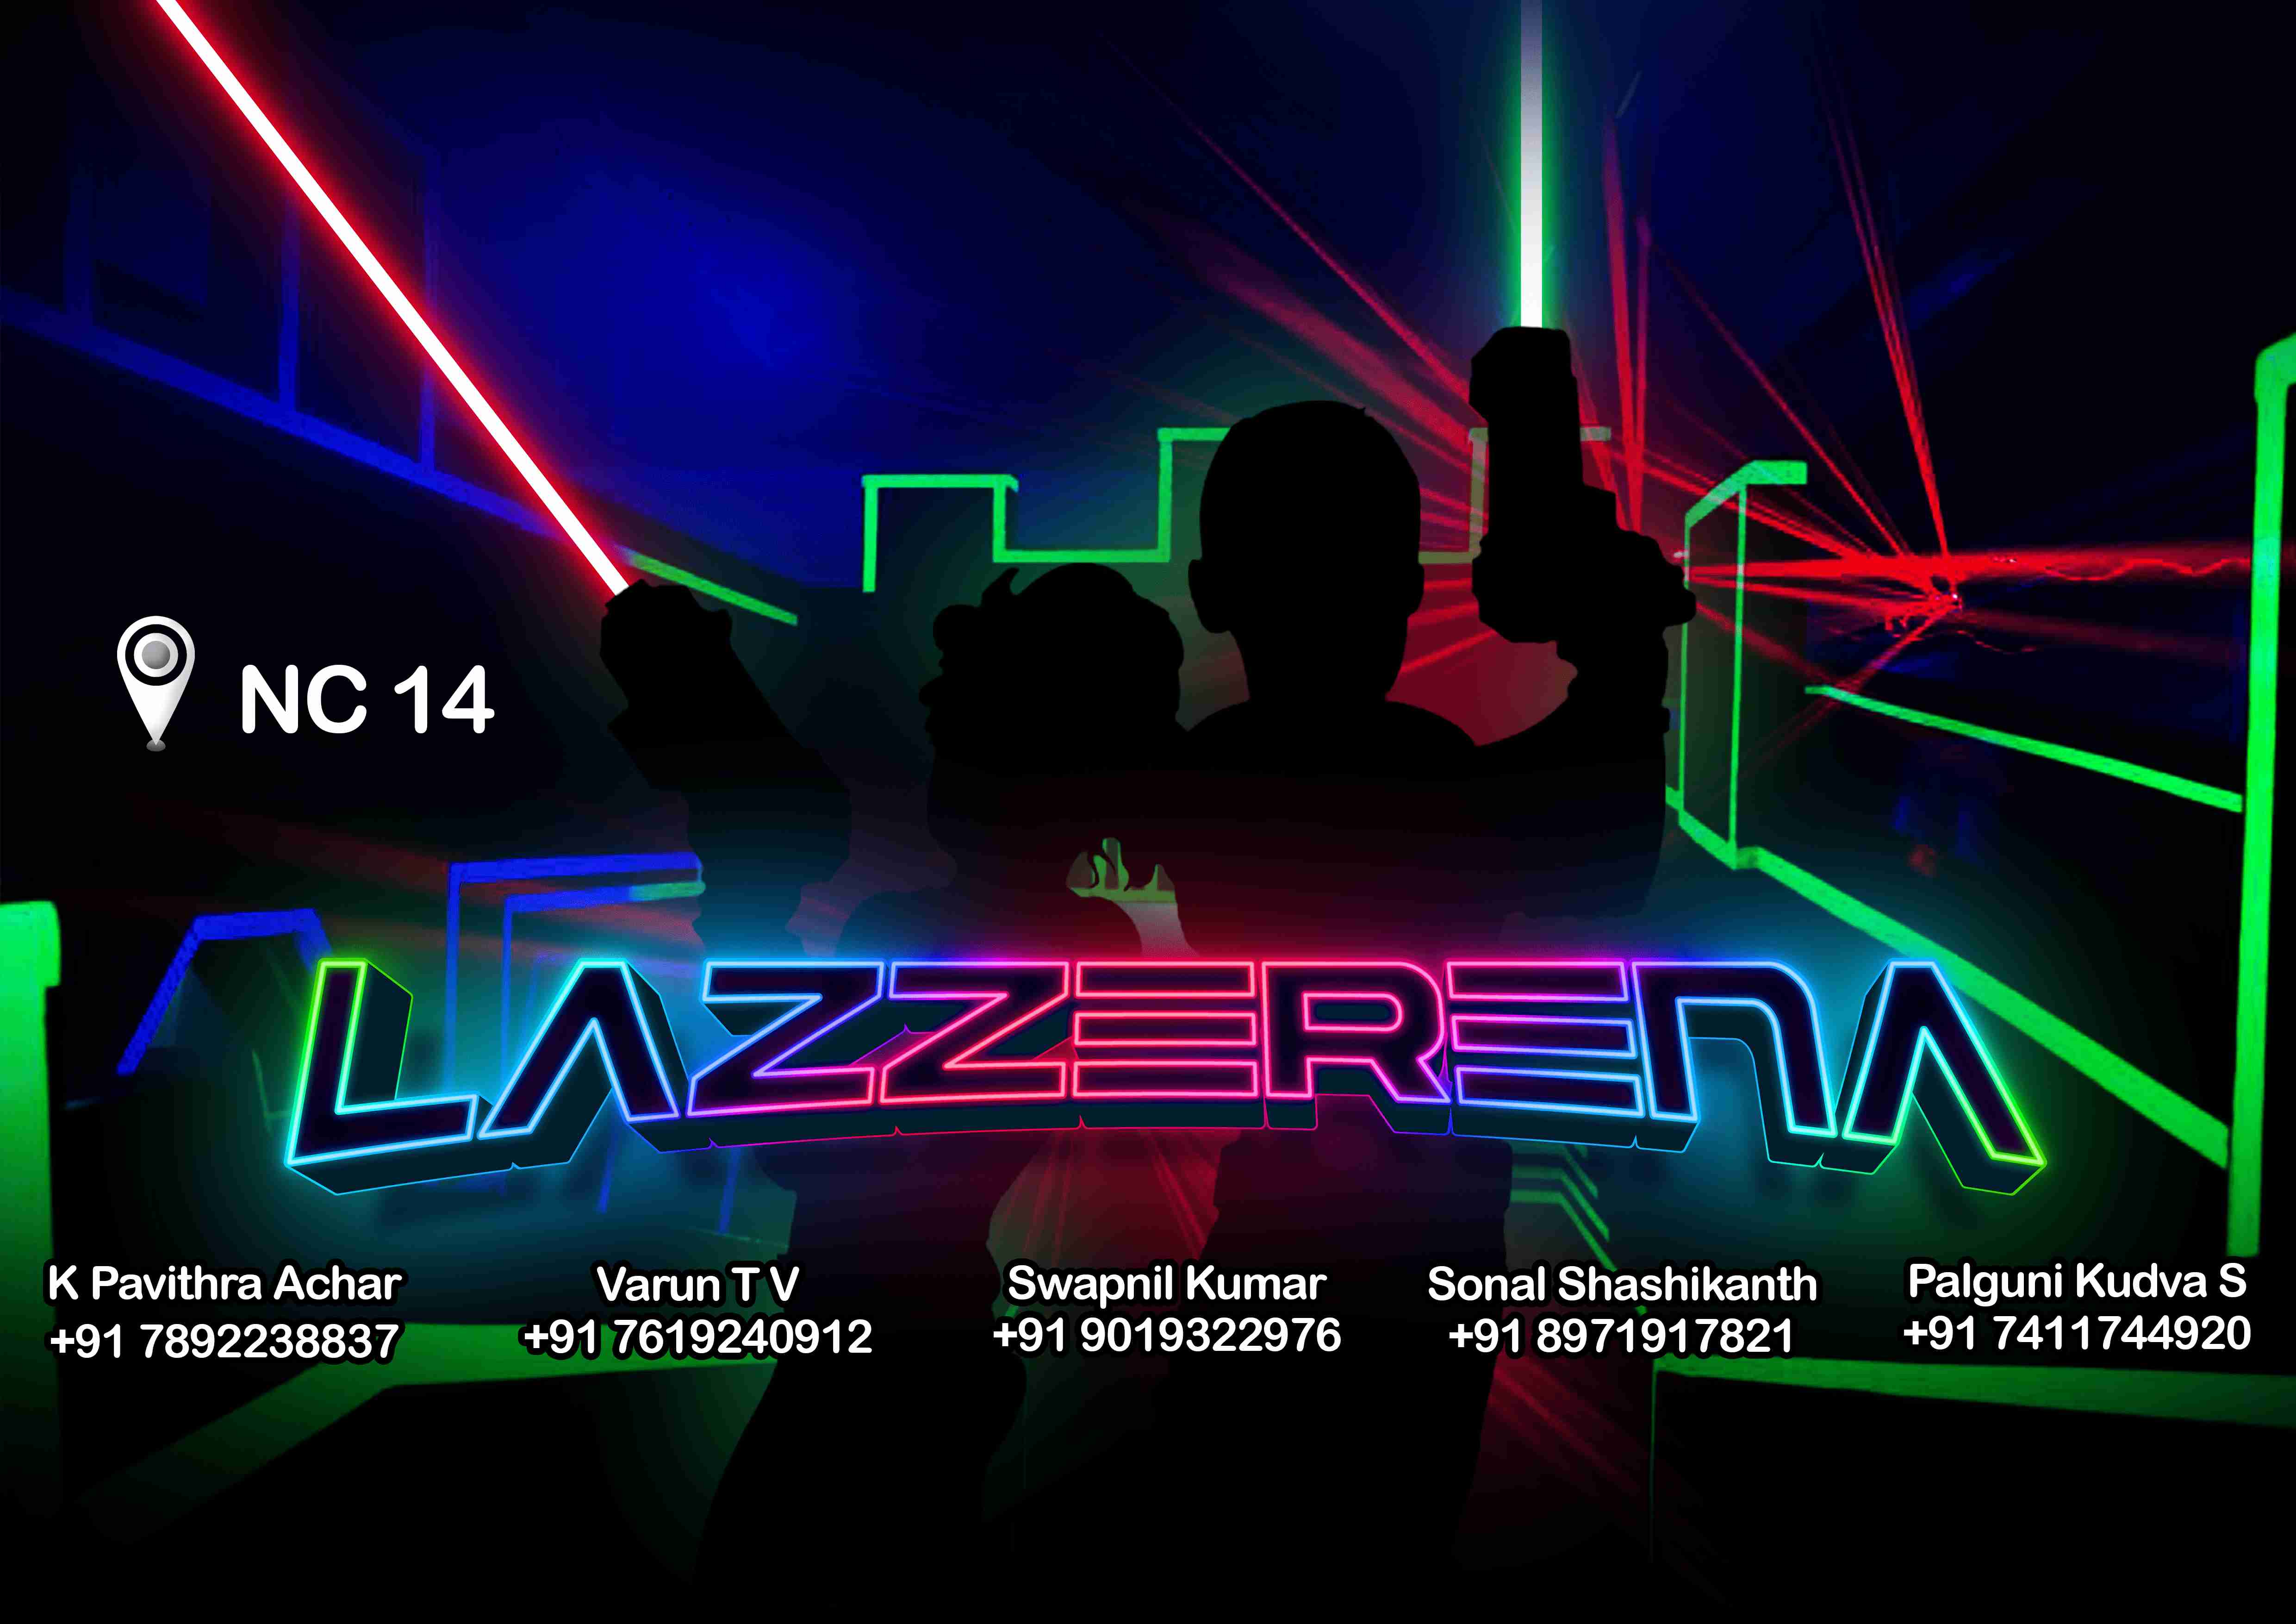 NC 14
LAZZERENA
K Pavithra Achar
+91 7892238837
Varun T V
+91 7619240912
Swapnil Kumar
+91 9019322976
Sonal Shashikanth
+91 8971917821
Palguni Kudva S
+91 7411744920